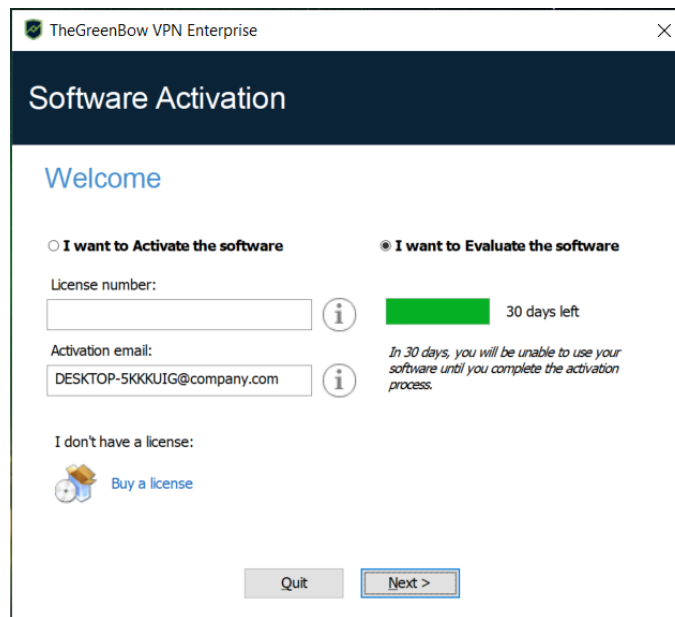 TheGreenBow VPN Enterprise
Software Activation
Welcome
I want to Activate the software
License number:
Activation email:
DESKTOP-5KKKUIG@company.com
I don't have a license:
Buy a license
I want to Evaluate the software
30 days left
In 30 days, you will be unable to use your
software until you complete the activation
process.
Quit
Next >